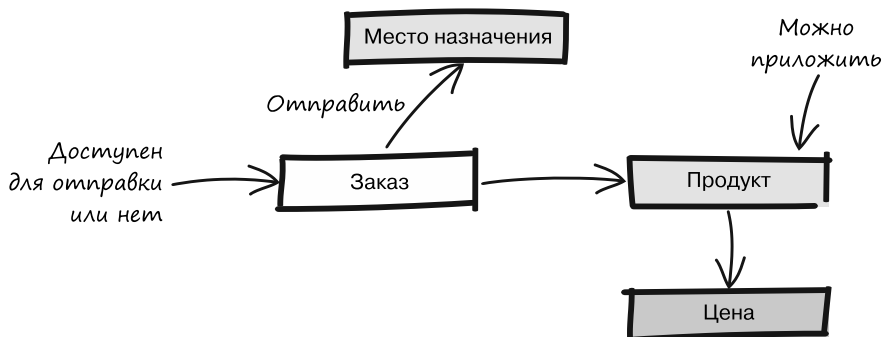 Место назначения
Можно
приложить
Отправить
Доступен
для отправки
или нет
Заказ
Продукт
Цена